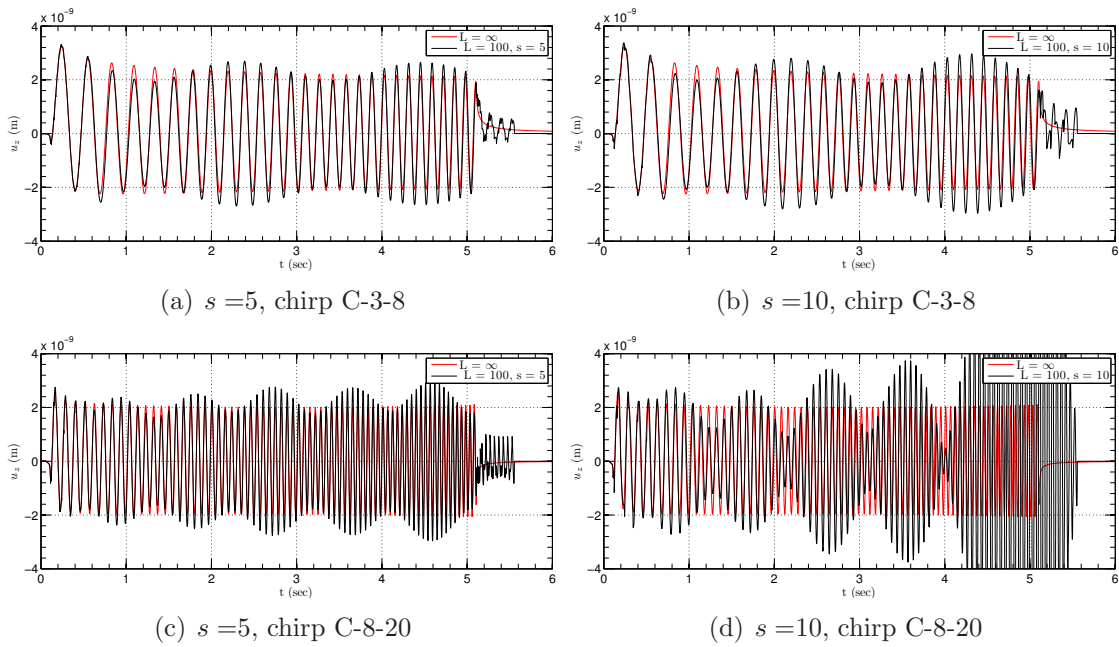 x 10⁻⁹
4
2
0
−2
−4
u_z (m)
0 1 2 3 4 5 6
t (sec)
L = ∞
L = 100, s = 5
(a) s =5, chirp C-3-8
x 10⁻⁹
4
2
0
−2
−4
u_z (m)
0 1 2 3 4 5 6
t (sec)
L = ∞
L = 100, s = 10
(b) s =10, chirp C-3-8
x 10⁻⁹
4
2
0
−2
−4
u_z (m)
0 1 2 3 4 5 6
t (sec)
L = ∞
L = 100, s = 5
(c) s =5, chirp C-8-20
x 10⁻⁹
4
2
0
−2
−4
u_z (m)
0 1 2 3 4 5 6
t (sec)
L = ∞
L = 100, s = 10
(d) s =10, chirp C-8-20